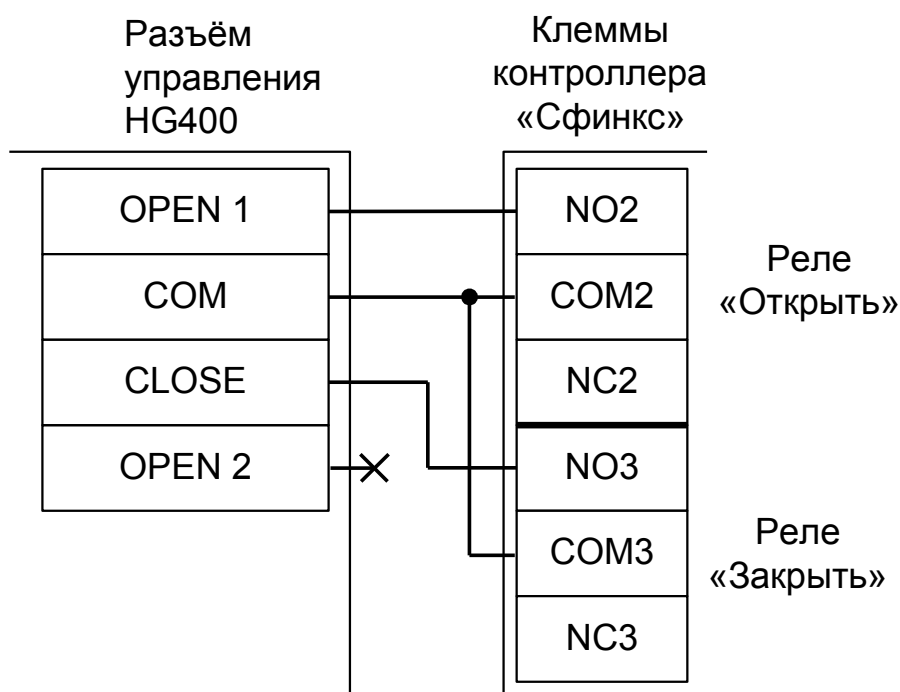 Разъём
управления
HG400
Клеммы
контроллера
«Сфинкс»
OPEN 1
COM
CLOSE
OPEN 2
NO2
COM2
NC2
NO3
COM3
NC3
Реле
«Открыть»
Реле
«Закрыть»